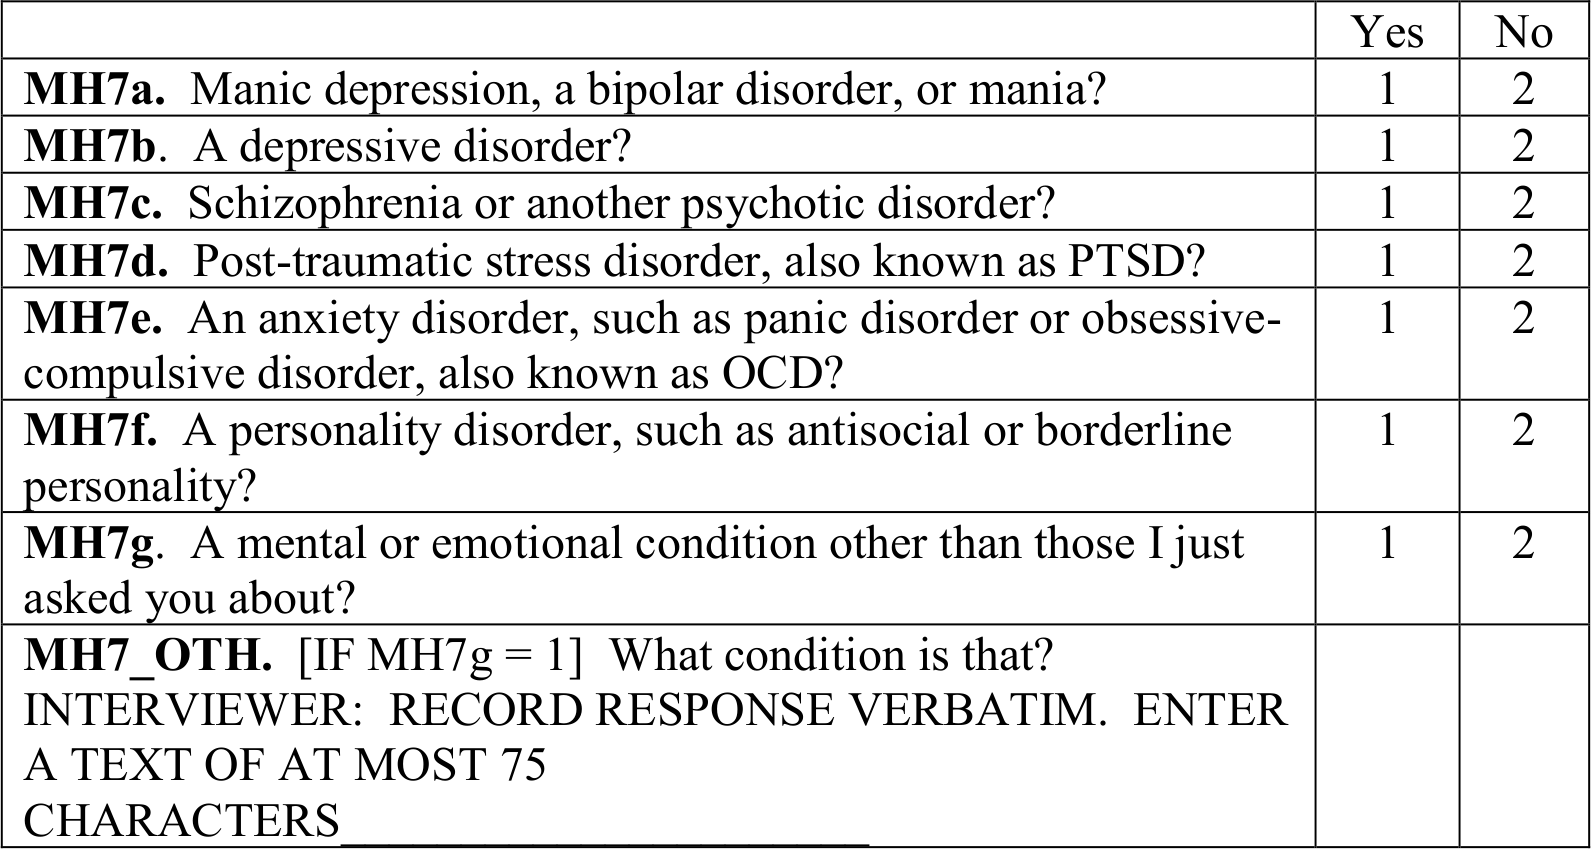 Yes No
MH7a. Manic depression, a bipolar disorder, or mania? 1 2
MH7b. A depressive disorder? 1 2
MH7c. Schizophrenia or another psychotic disorder? 1 2
MH7d. Post-traumatic stress disorder, also known as PTSD? 1 2
MH7e. An anxiety disorder, such as panic disorder or obsessive- 1 2
compulsive disorder, also known as OCD?
MH7f. A personality disorder, such as antisocial or borderline 1 2
personality?
MH7g. A mental or emotional condition other than those I just 1 2
asked you about?
MH7_OTH. [IF MH7g = 1] What condition is that?
INTERVIEWER: RECORD RESPONSE VERBATIM. ENTER
A TEXT OF AT MOST 75
CHARACTERS______________________